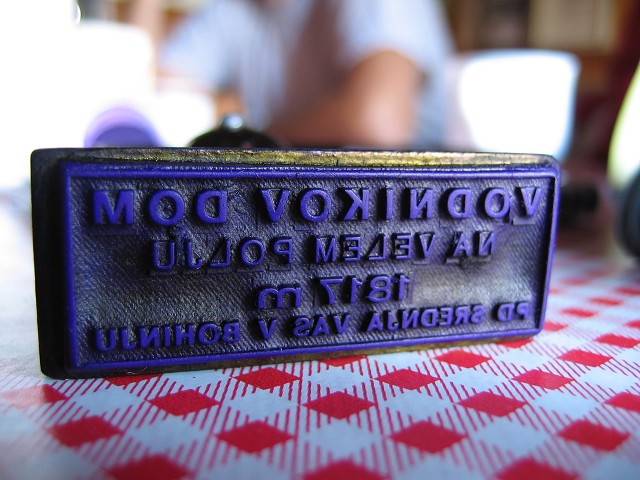 VODNIKOV DOM
NA VELEM POLJU
1817 m
PD SREDNJA VAS V BOHINJU